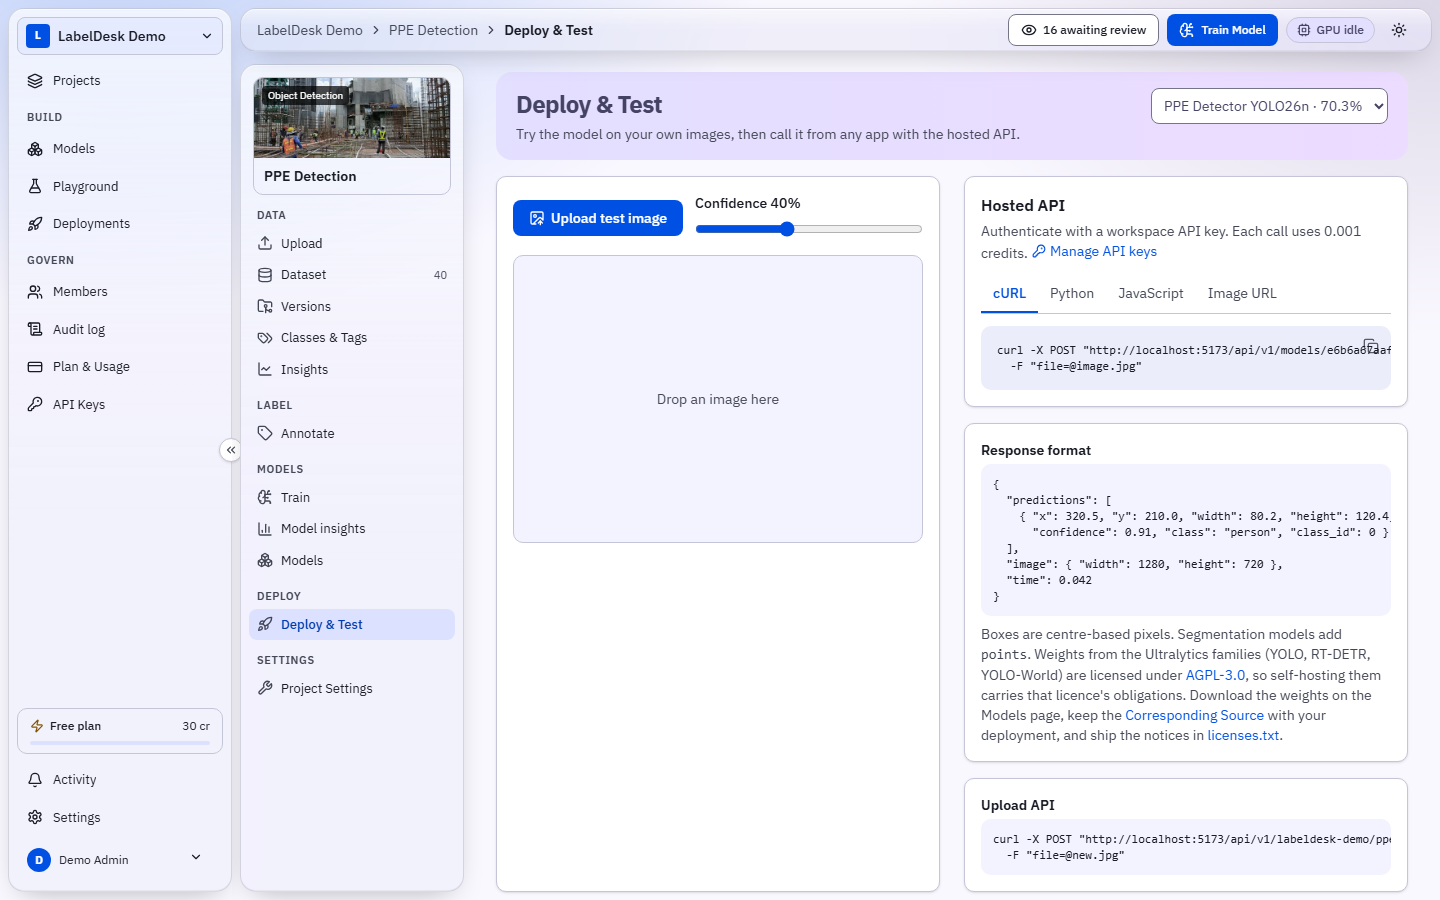 L LabelDesk Demo
Projects
BUILD
Models
Playground
Deployments
GOVERN
Members
Audit log
Plan & Usage
API Keys
Free plan 30 cr
Activity
Settings
D Demo Admin
LabelDesk Demo > PPE Detection > Deploy & Test
16 awaiting review
Train Model
GPU idle
Object Detection
PPE Detection
DATA
Upload
Dataset 40
Versions
Classes & Tags
Insights
LABEL
Annotate
MODELS
Train
Model insights
Models
DEPLOY
Deploy & Test
SETTINGS
Project Settings
Deploy & Test
Try the model on your own images, then call it from any app with the hosted API.
PPE Detector YOLO26n · 70.3%
Upload test image
Confidence 40%
Drop an image here
Hosted API
Authenticate with a workspace API key. Each call uses 0.001
credits. Manage API keys
cURL Python JavaScript Image URL
curl -X POST "http://localhost:5173/api/v1/models/
-F "file=@image.jpg"
Response format
{
"predictions": [
{ "x": 320.5, "y": 210.0, "width": 80.2, "height": 120.4,
"confidence": 0.91, "class": "person", "class_id": 0 }
],
"image": { "width": 1280, "height": 720 },
"time": 0.042
}
Boxes are centre-based pixels. Segmentation models add
points. Weights from the Ultralytics families (YOLO, RT-DETR,
YOLO-World) are licensed under AGPL-3.0, so self-hosting them
carries that licence's obligations. Download the weights on the
Models page, keep the Corresponding Source with your
deployment, and ship the notices in licenses.txt.
Upload API
curl -X POST "http://localhost:5173/api/v1/labeldesk-demo/ppe
-F "file=@new.jpg"